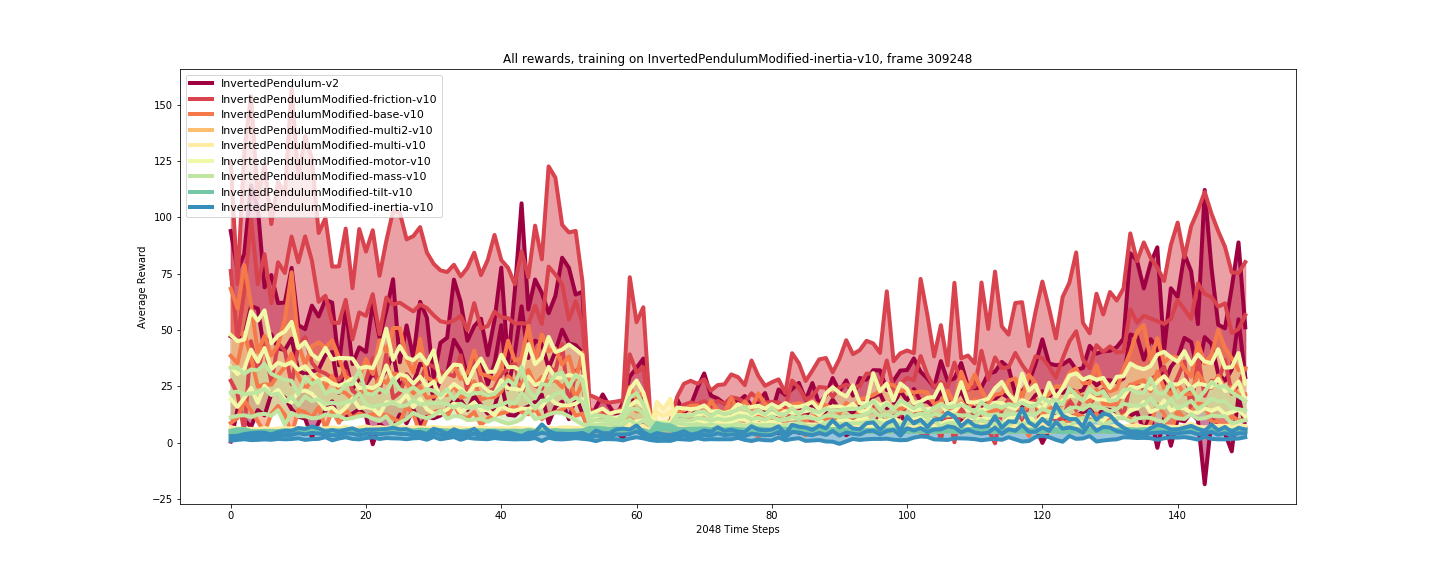 All rewards, training on InvertedPendulumModified-inertia-v10, frame 309248
InvertedPendulum-v2
InvertedPendulumModified-friction-v10
InvertedPendulumModified-base-v10
InvertedPendulumModified-multi2-v10
InvertedPendulumModified-multi-v10
InvertedPendulumModified-motor-v10
InvertedPendulumModified-mass-v10
InvertedPendulumModified-tilt-v10
InvertedPendulumModified-inertia-v10
Average Reward
150
125
100
75
50
25
0
−25
0 20 40 60 80 100 120 140
2048 Time Steps